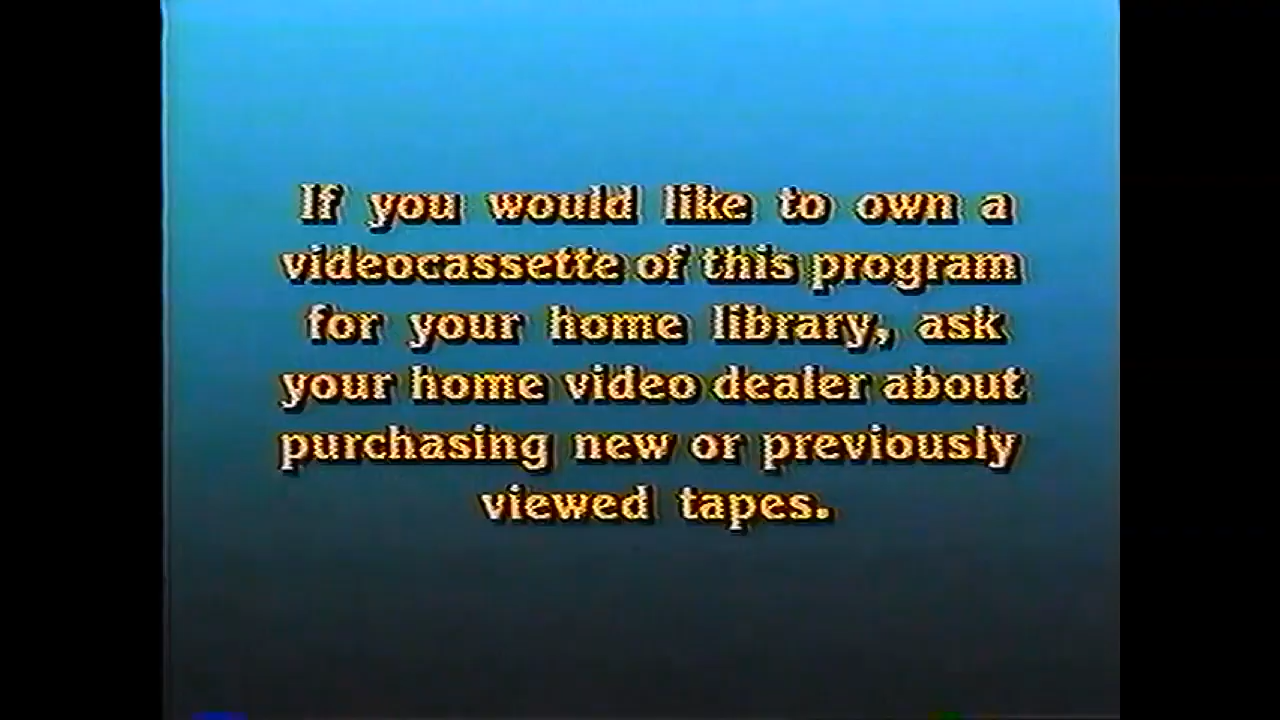 If you would like to own a
videocassette of this program
for your home library, ask
your home video dealer about
purchasing new or previously
viewed tapes.